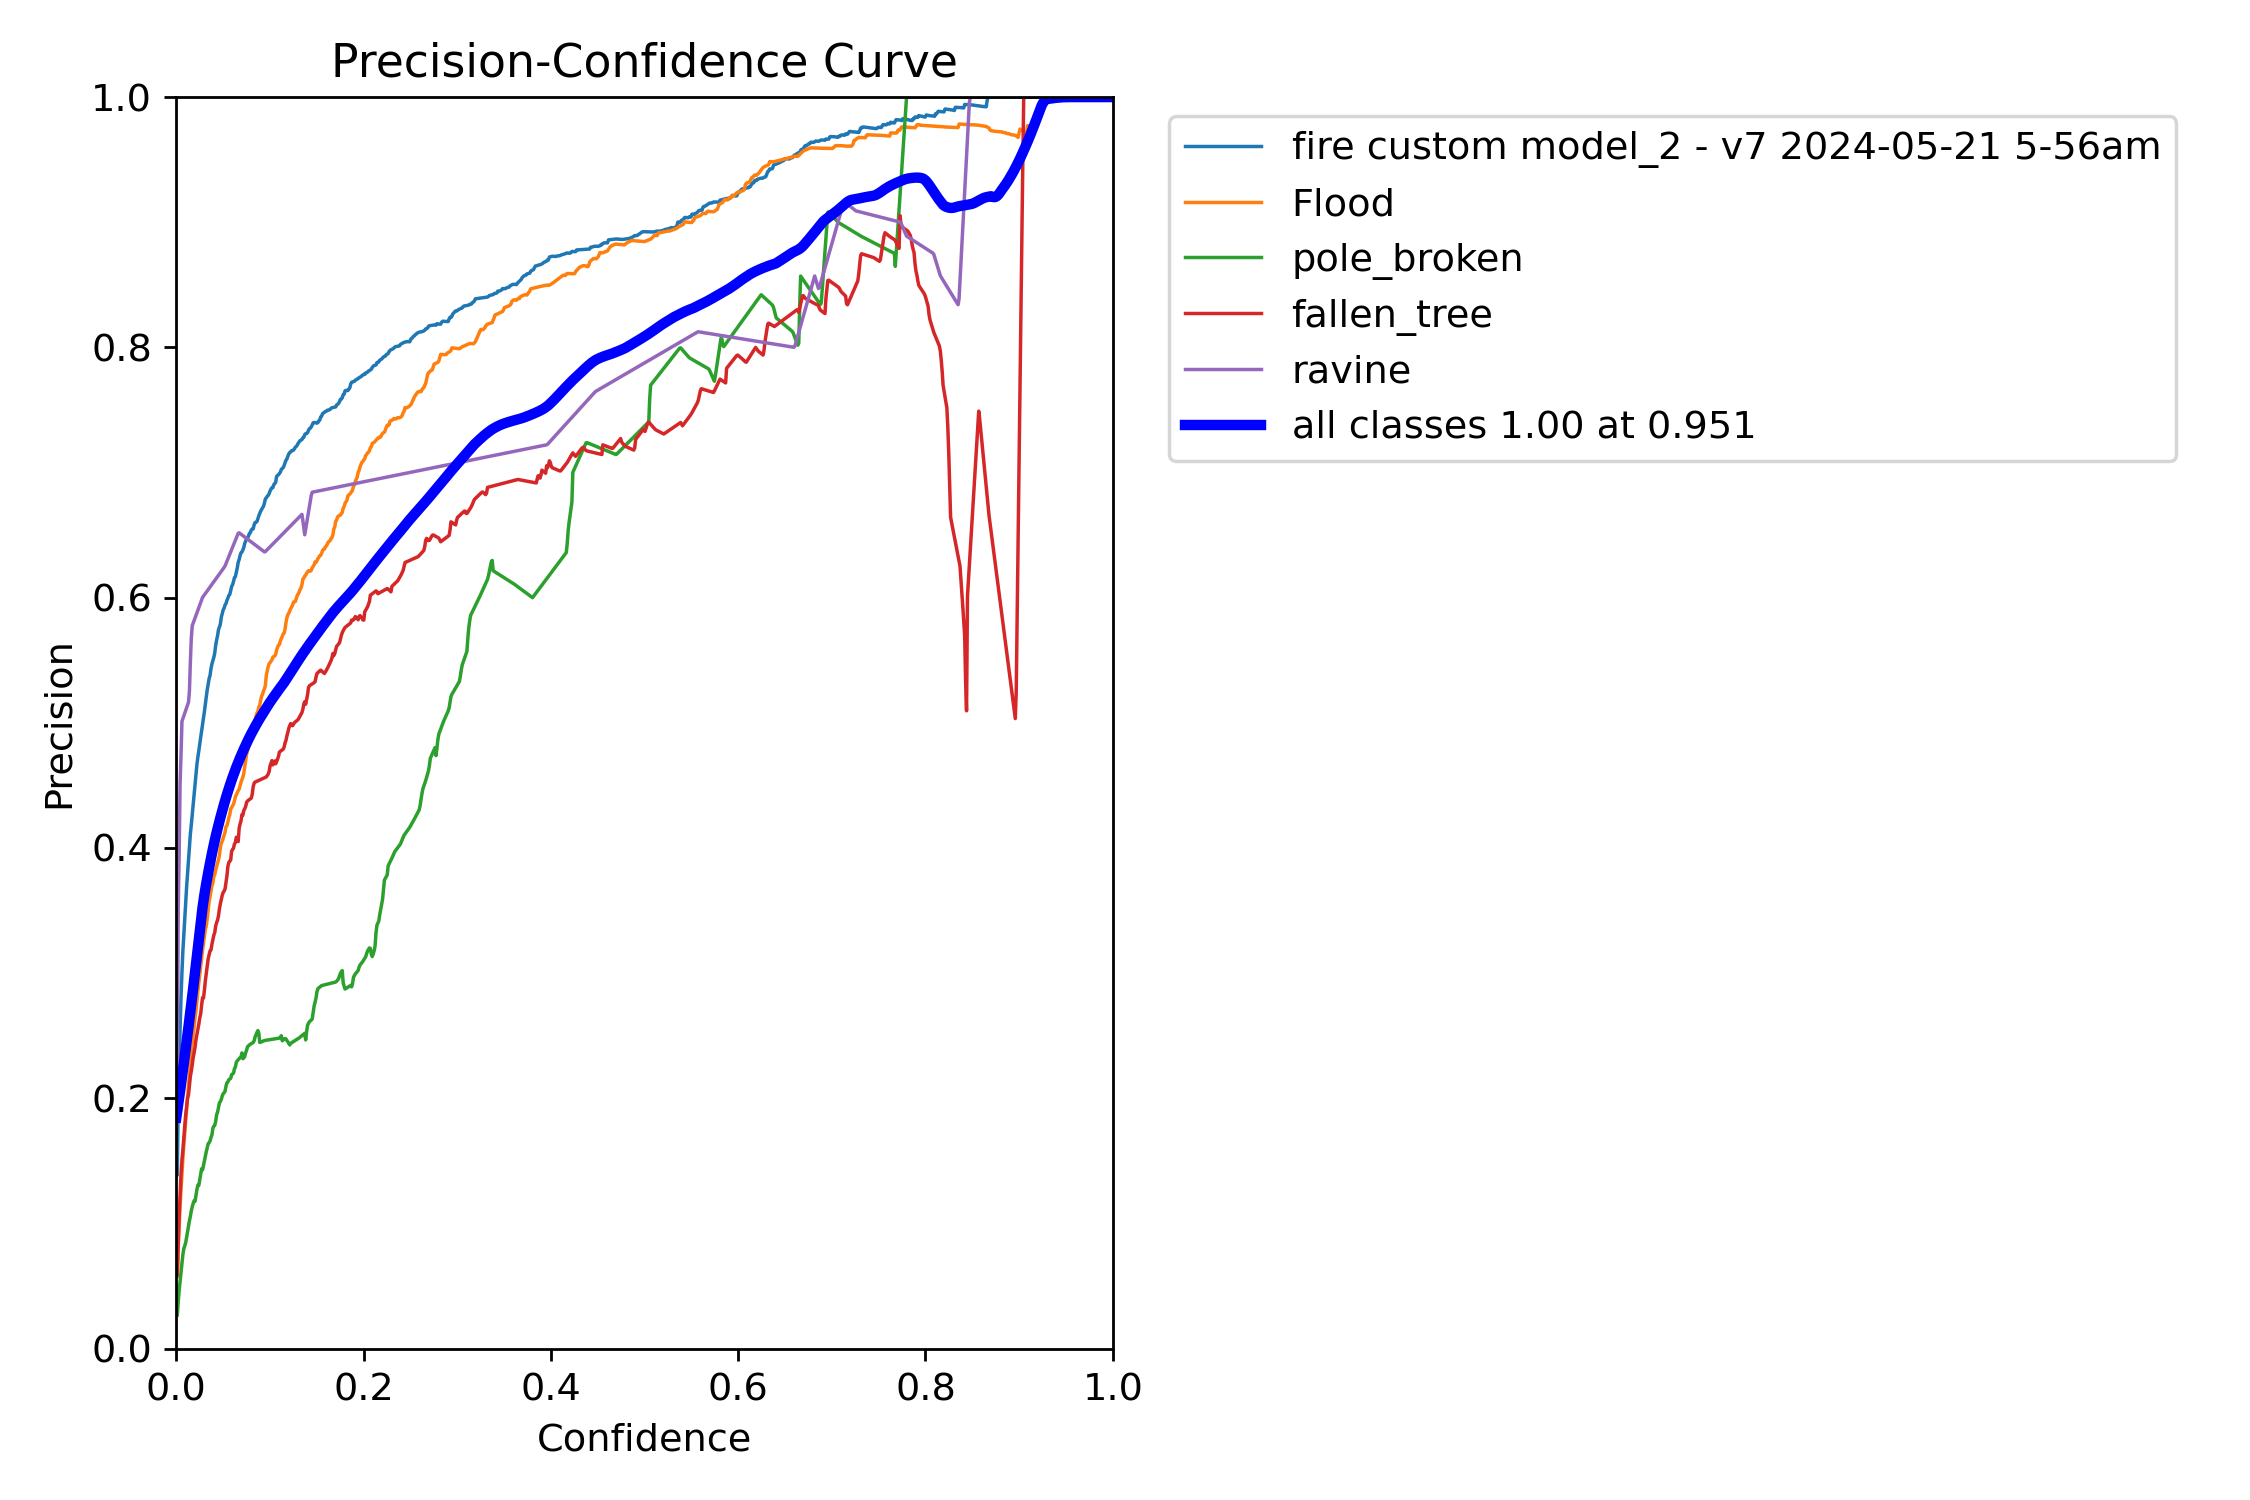 Precision-Confidence Curve
1.0
0.8
0.6
0.4
0.2
0.0
Precision
0.0 0.2 0.4 0.6 0.8 1.0
Confidence
fire custom model_2 - v7 2024-05-21 5-56am
Flood
pole_broken
fallen_tree
ravine
all classes 1.00 at 0.951